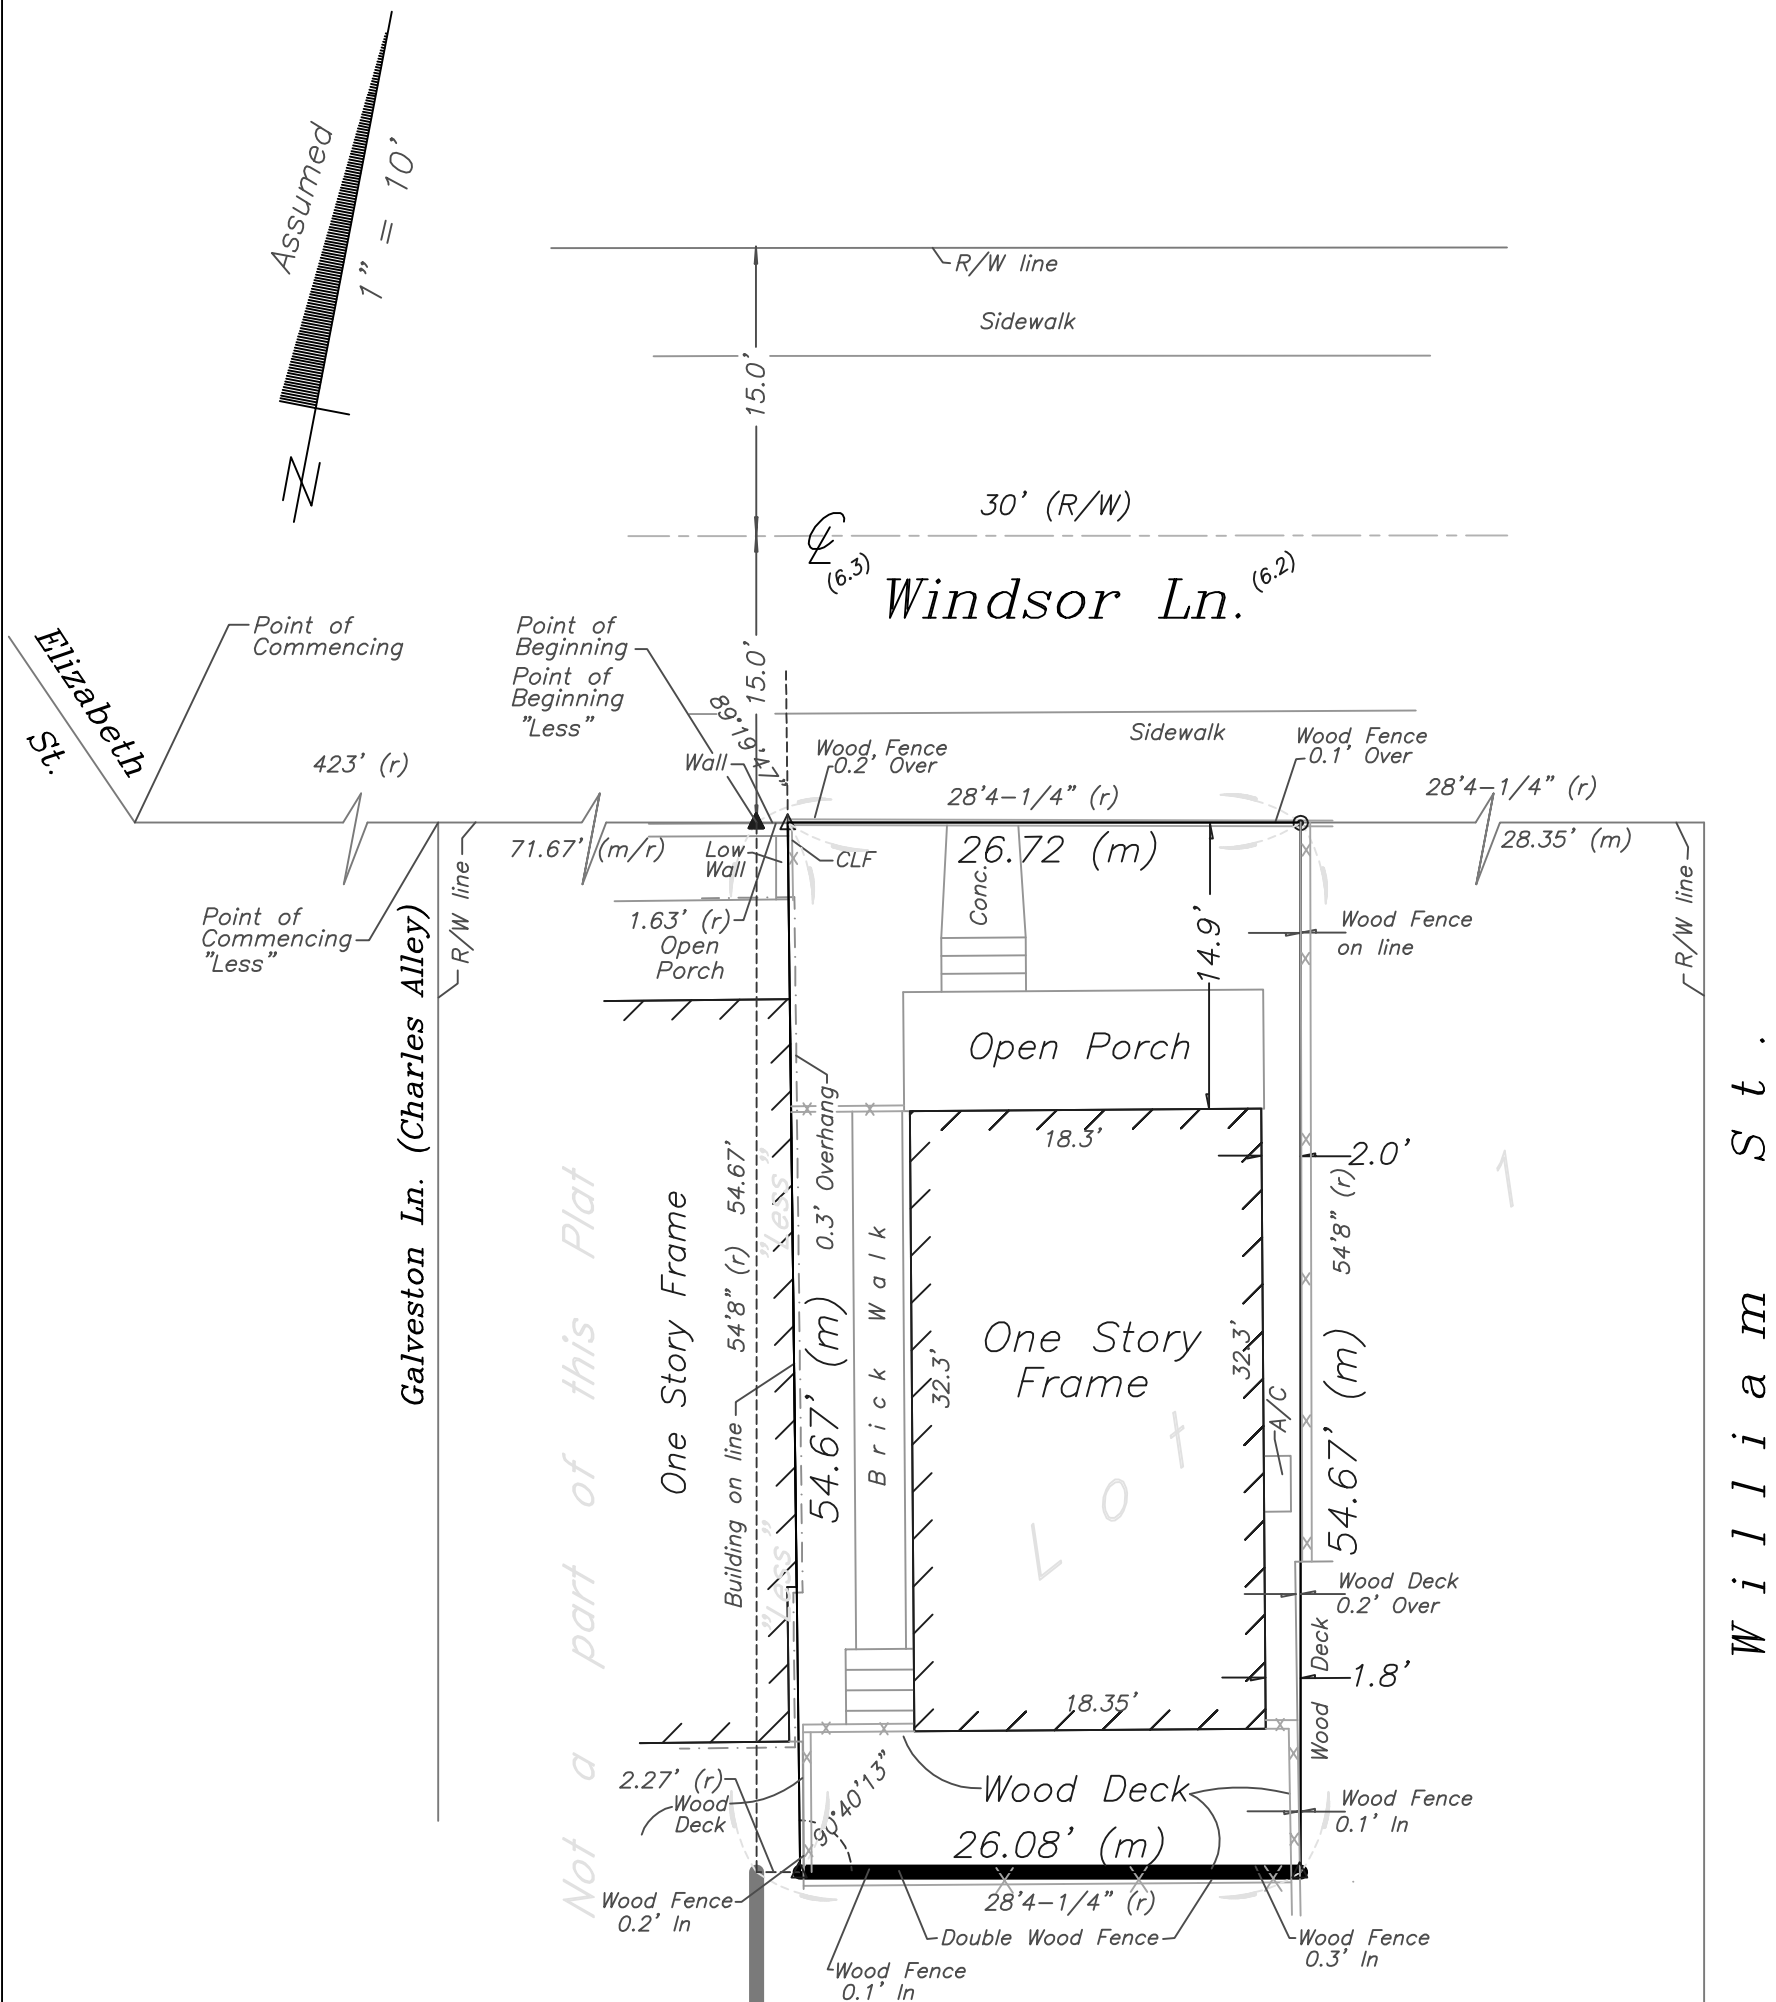 Assumed
1" = 10'
N
R/W line
Sidewalk
15.0'
30' (R/W)
℄
(6.3)
Windsor Ln.
(6.2)
15.0'
Elizabeth
St.
Point of
Commencing
Point of
Beginning
Point of
Beginning
"Less"
89°19'47"
Wall
Sidewalk
Wood Fence
0.2' Over
Wood Fence
0.1' Over
423' (r)
28'4-1/4" (r)
28'4-1/4" (r)
71.67' (m/r)
Low
Wall
CLF
26.72 (m)
28.35' (m)
R/W line
R/W line
Point of
Commencing
"Less"
1.63' (r)
Open
Porch
Conc.
14.9'
Wood Fence
on line
Galveston Ln. (Charles Alley)
Open Porch
0.3' Overhang
18.3'
2.0'
54'8" (r)
54'8" (r) 54.67'
"Less"
1
Not a part of this Plat
One Story Frame
Building on line
54.67' (m)
Brick Walk
32.3'
One Story
Frame
32.3'
A/C
54.67' (m)
William St.
Lot
"Less"
Wood Deck
0.2' Over
Wood Deck
1.8'
18.35'
2.27' (r)
Wood
Deck
90°40'13"
Wood Deck
Wood Fence
0.1' In
26.08' (m)
28'4-1/4" (r)
Wood Fence
0.2' In
Double Wood Fence
Wood Fence
0.3' In
Wood Fence
0.1' In